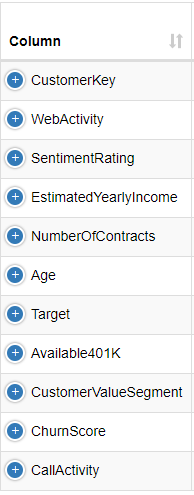 Column
CustomerKey
WebActivity
SentimentRating
EstimatedYearlyIncome
NumberOfContracts
Age
Target
Available401K
CustomerValueSegment
ChurnScore
CallActivity